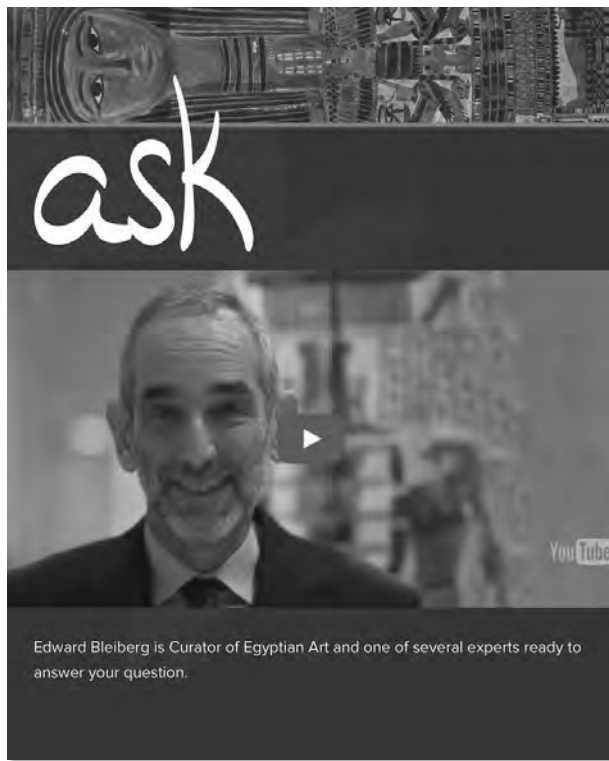 ask
YouTube
Edward Bleiberg is Curator of Egyptian Art and one of several experts ready to
answer your question.